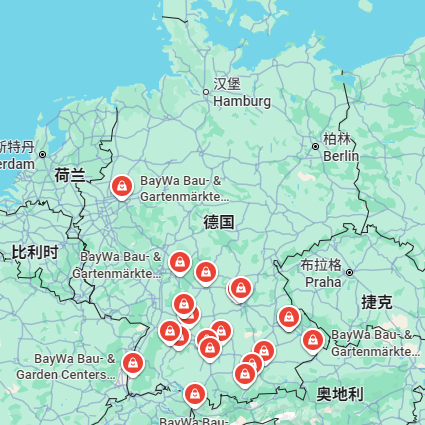 汉堡
Hamburg
斯特丹
erdam
柏林
Berlin
荷兰
BayWa Bau- &
Gartenmärkte...
德国
比利时
BayWa Bau- &
Gartenmärkte...
布拉格
Praha
捷克
BayWa Bau- &
Gartenmärkte...
BayWa Bau- &
Garden Centers...
奥地利
BayWa Bau-